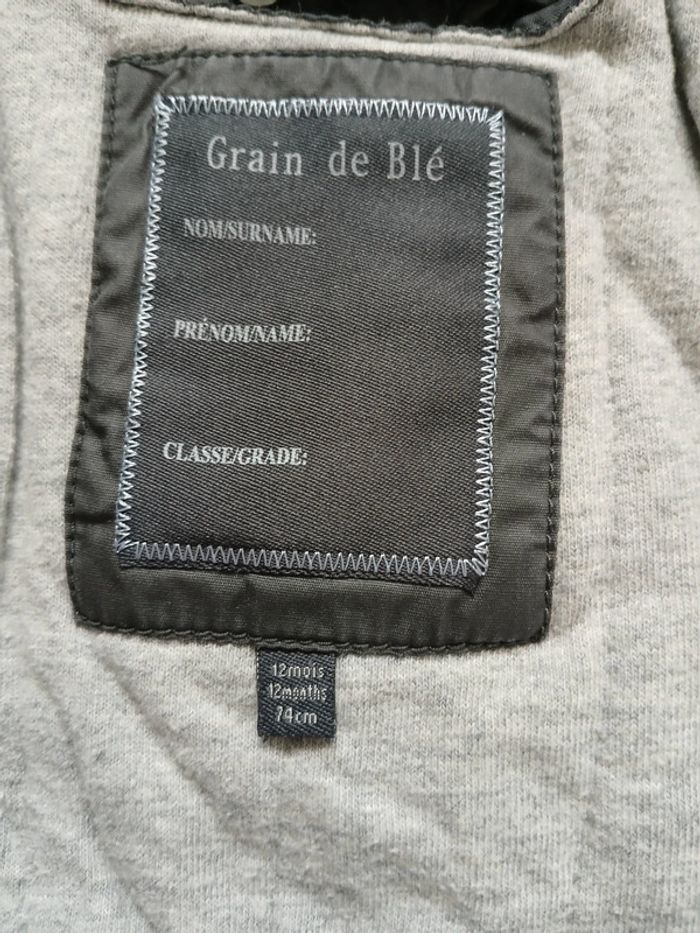 Grain de Blé
NOM/SURNAME:
PRÉNOM/NAME:
CLASSE/GRADE:
12mois
12months
74cm